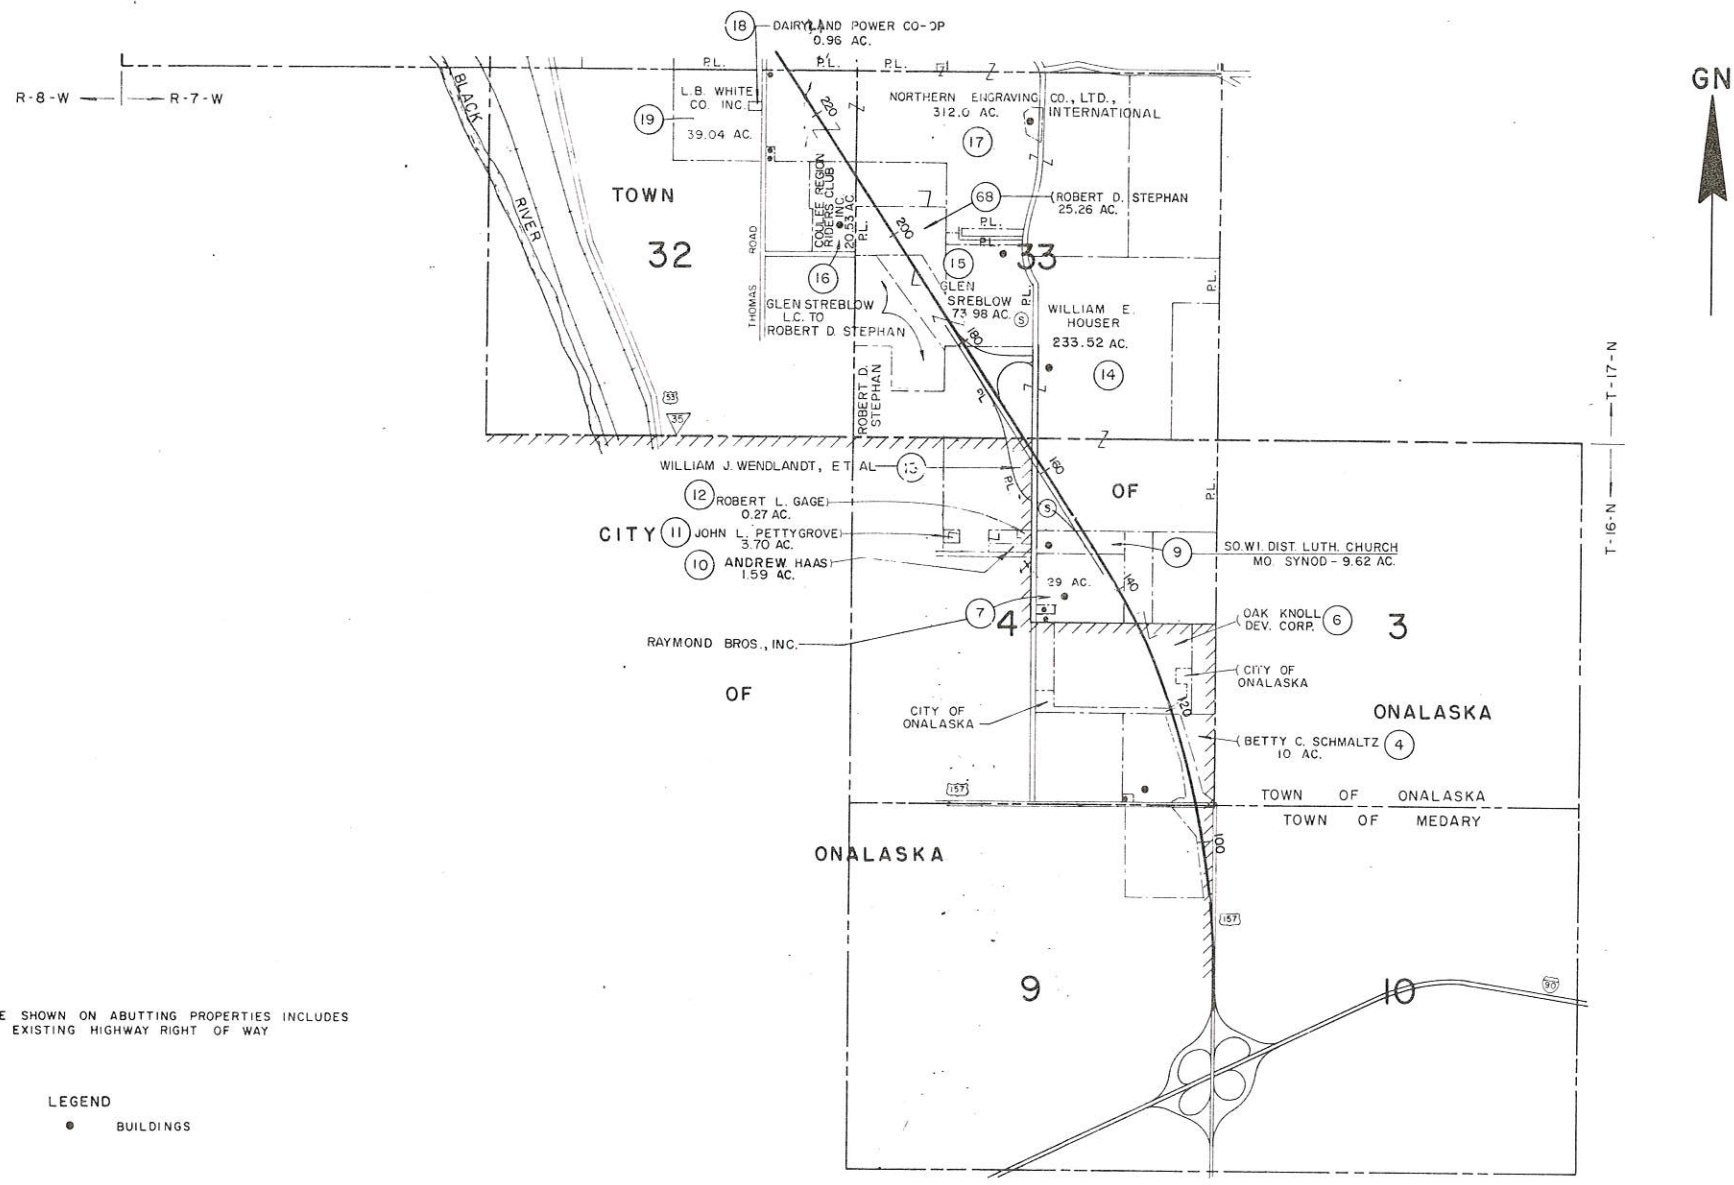 18 DAIRYLAND POWER CO-OP
0.96 AC.
GN
R-8-W R-7-W
P.L. P.L. P.L.
BLACK
RIVER
L.B. WHITE
CO. INC.
19
39.04 AC.
220
NORTHERN ENGRAVING CO., LTD.,
312.0 AC. INTERNATIONAL
17
TOWN
32
THOMAS ROAD
COULEE REGION
RIDERS CLUB
INC.
20.53 AC.
P.L.
16
200
68
ROBERT D. STEPHAN
25.26 AC.
P.L.
P.L.
33
15
GLEN
SREBLOW
73.98 AC.
S
P.L.
P.L.
GLEN STREBLOW
L.C. TO
ROBERT D. STEPHAN
180
WILLIAM E.
HOUSER
233.52 AC.
14
ROBERT D.
STEPHAN
PL
53
35
T-17-N
T-16-N
WILLIAM J. WENDLANDT, ET AL 13
P.L.
160
OF
P.L.
12 ROBERT L. GAGE
0.27 AC.
S
CITY
11 JOHN L. PETTYGROVE
3.70 AC.
10 ANDREW HAAS
1.59 AC.
9
SO.WI. DIST. LUTH. CHURCH
MO. SYNOD - 9.62 AC.
39 AC.
140
7
4
RAYMOND BROS., INC.
OAK KNOLL
DEV. CORP. 6
3
CITY OF
ONALASKA
OF
CITY OF
ONALASKA
120
ONALASKA
BETTY C. SCHMALTZ 4
10 AC.
157
TOWN OF ONALASKA
TOWN OF MEDARY
100
ONALASKA
157
9
10
90
E SHOWN ON ABUTTING PROPERTIES INCLUDES
EXISTING HIGHWAY RIGHT OF WAY
LEGEND
BUILDINGS